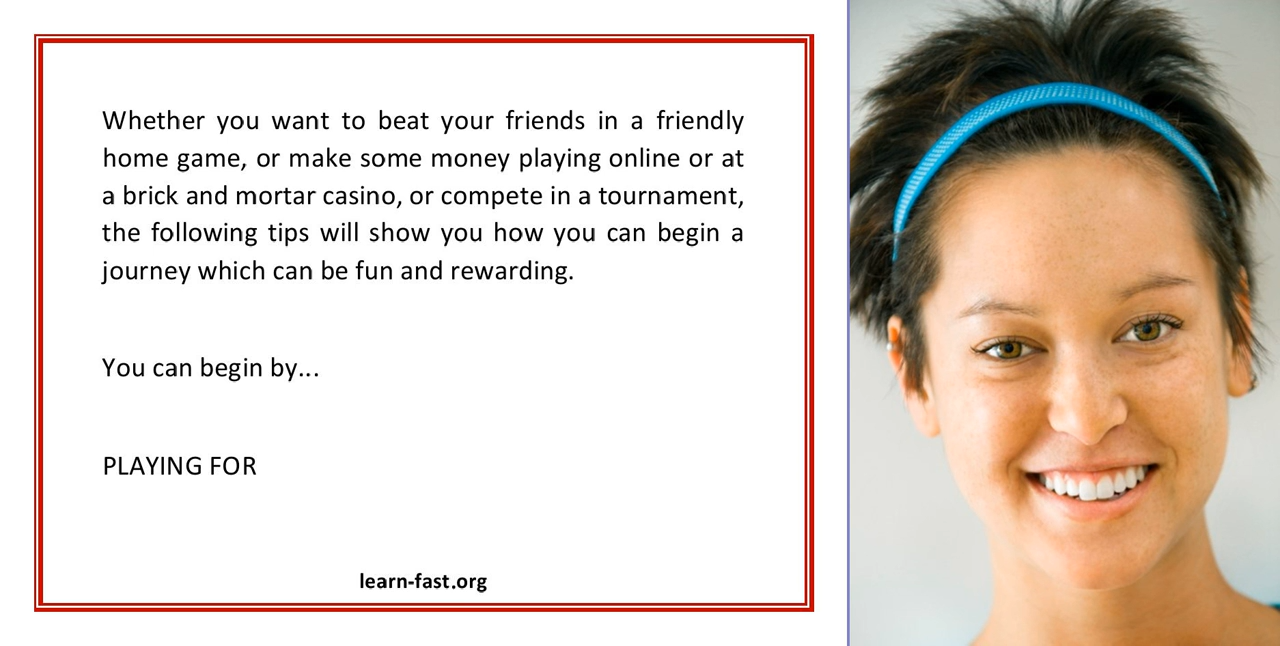 Whether you want to beat your friends in a friendly
home game, or make some money playing online or at
a brick and mortar casino, or compete in a tournament,
the following tips will show you how you can begin a
journey which can be fun and rewarding.
You can begin by...
PLAYING FOR
learn-fast.org